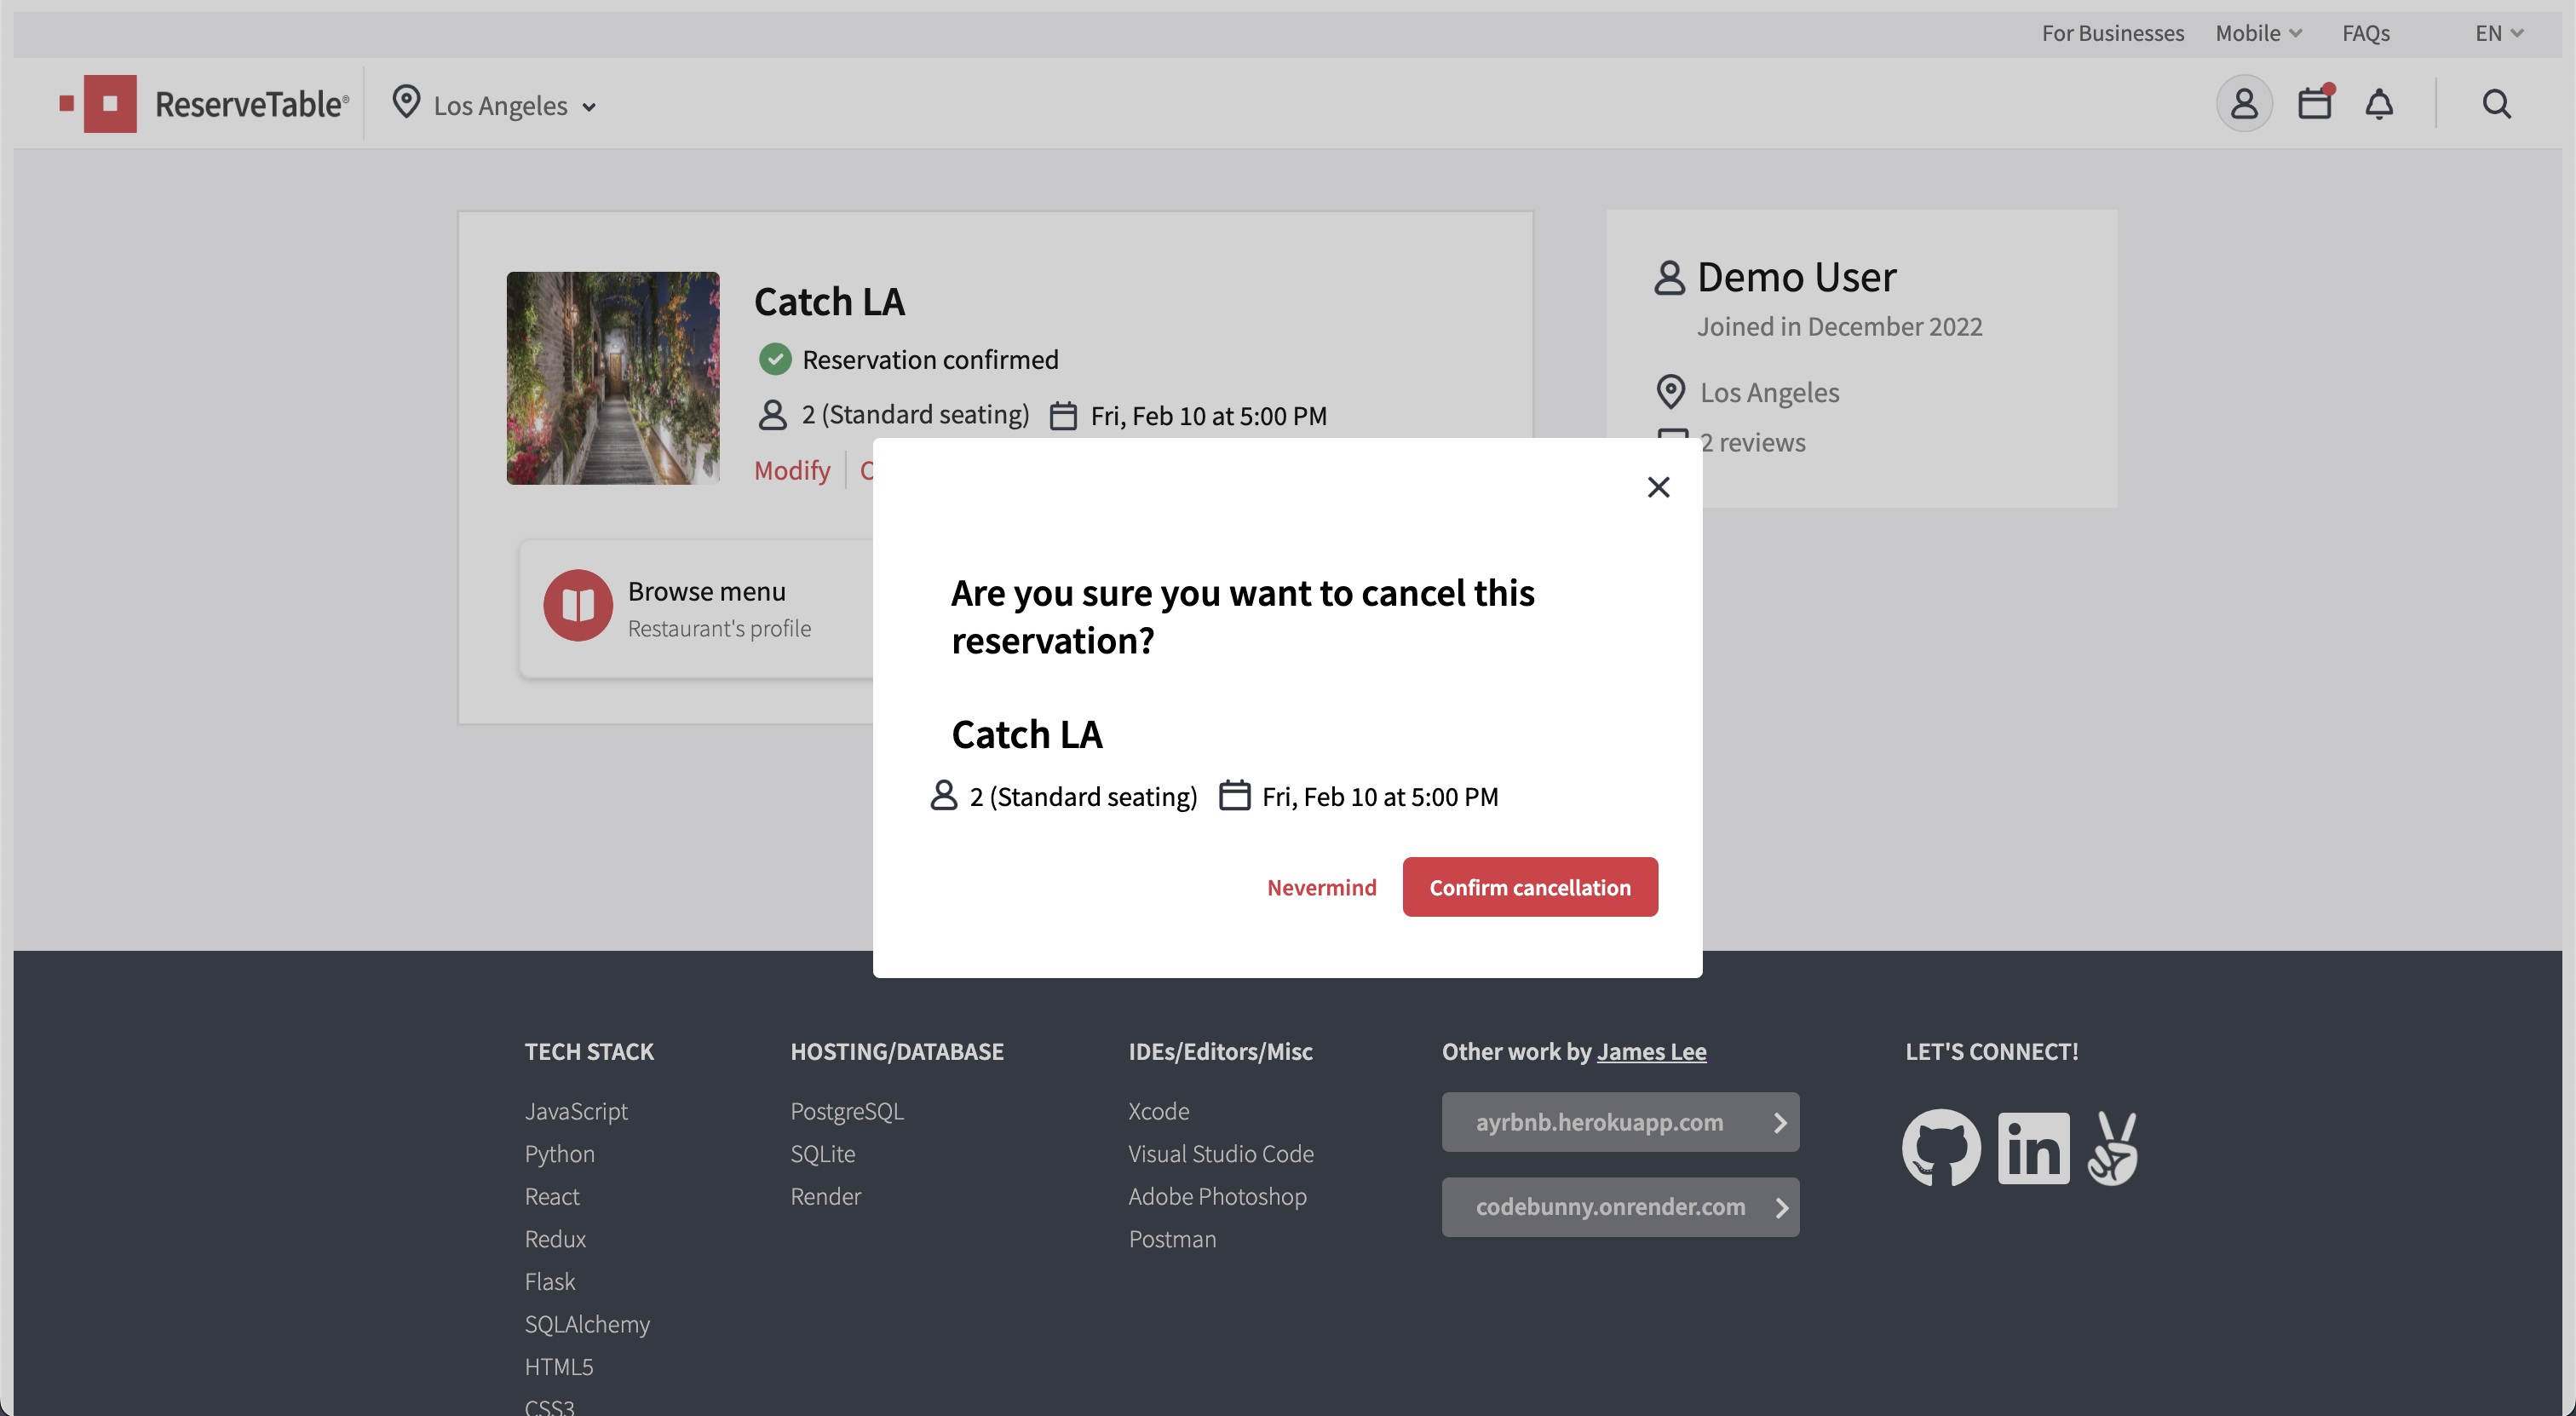 For Businesses Mobile FAQs EN
ReserveTable® Los Angeles
Catch LA
Reservation confirmed
2 (Standard seating) Fri, Feb 10 at 5:00 PM
Modify
Browse menu
Restaurant's profile
Demo User
Joined in December 2022
Los Angeles
2 reviews
Are you sure you want to cancel this
reservation?
Catch LA
2 (Standard seating) Fri, Feb 10 at 5:00 PM
Nevermind Confirm cancellation
TECH STACK
JavaScript
Python
React
Redux
Flask
SQLAlchemy
HTML5
CSS3
HOSTING/DATABASE
PostgreSQL
SQLite
Render
IDEs/Editors/Misc
Xcode
Visual Studio Code
Adobe Photoshop
Postman
Other work by James Lee
ayrbnb.herokuapp.com
codebunny.onrender.com
LET'S CONNECT!
in